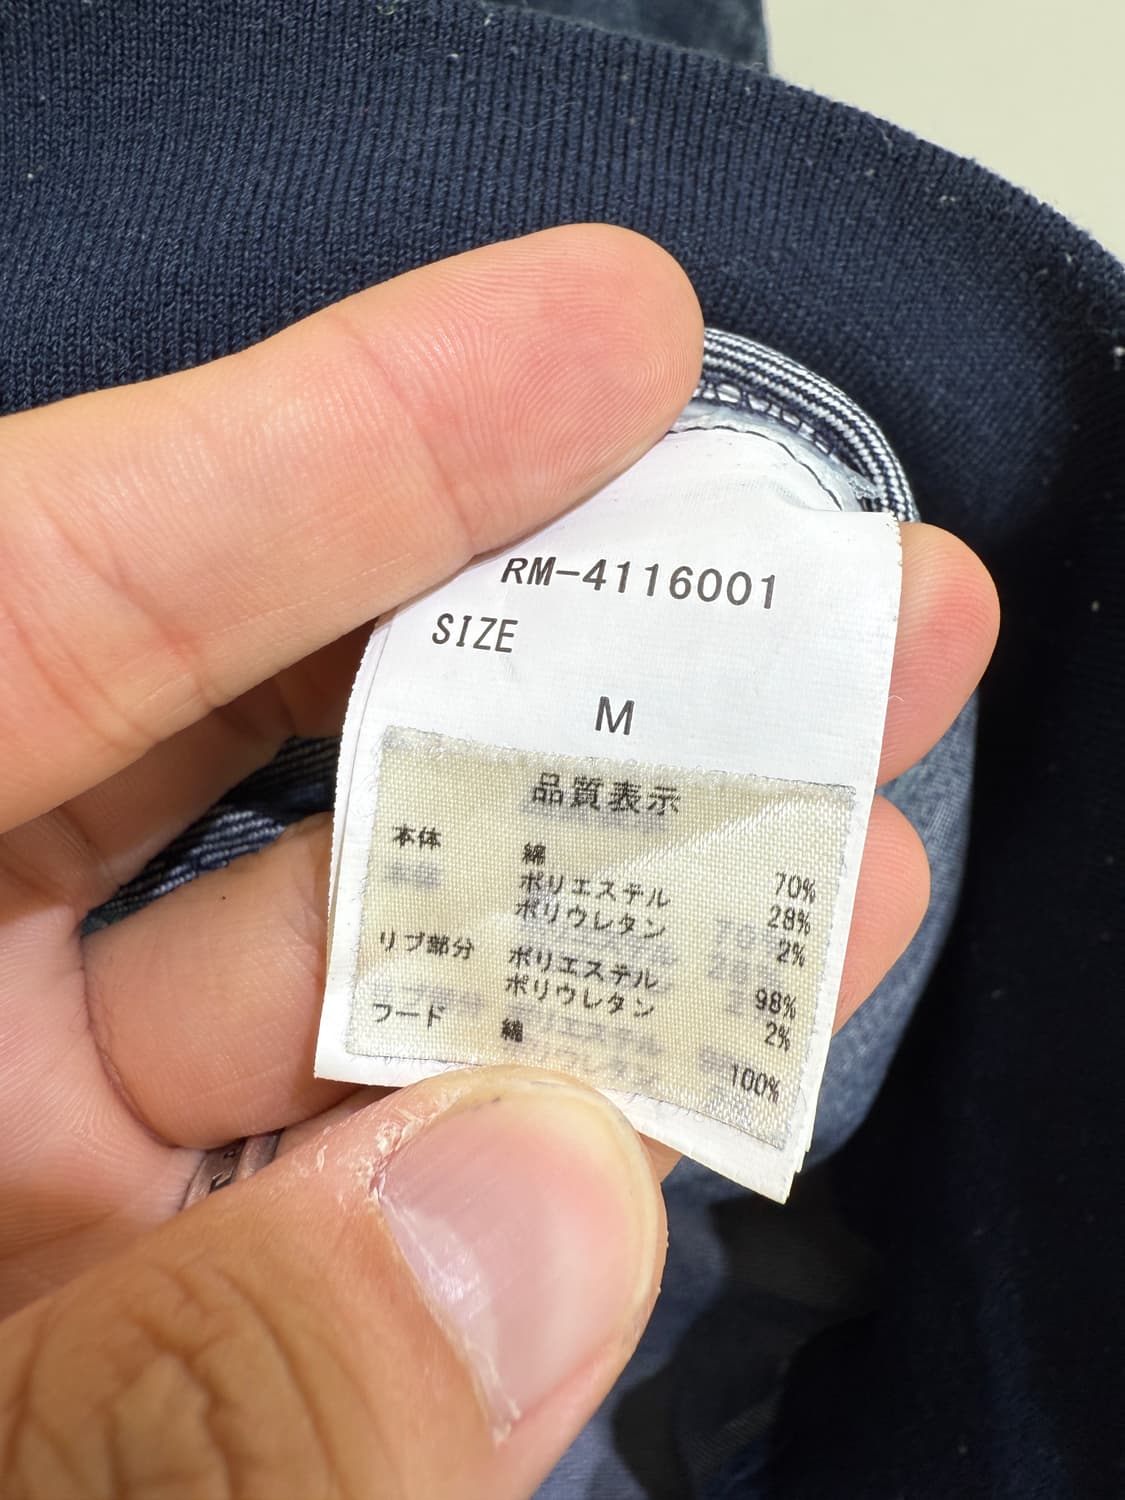 RM-4116001
SIZE
M
品質表示
本体 綿 70%
ポリエステル 28%
ポリウレタン 2%
リブ部分 ポリエステル 98%
ポリウレタン 2%
フード 綿 100%